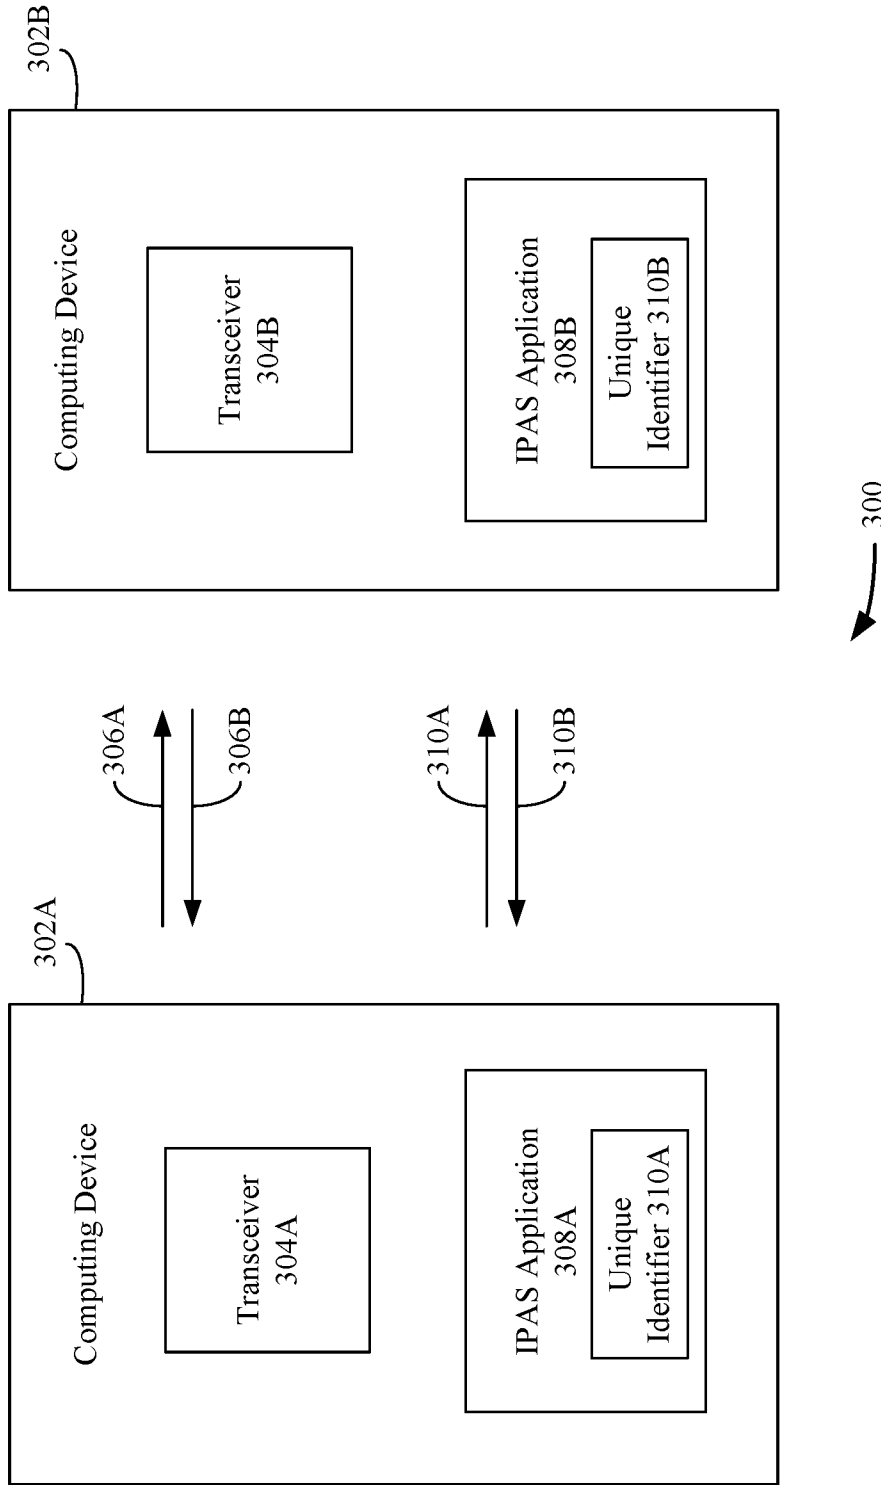 302A
Computing Device
Transceiver
304A
IPAS Application
308A
Unique
Identifier 310A
306A
306B
310A
310B
302B
Computing Device
Transceiver
304B
IPAS Application
308B
Unique
Identifier 310B
300